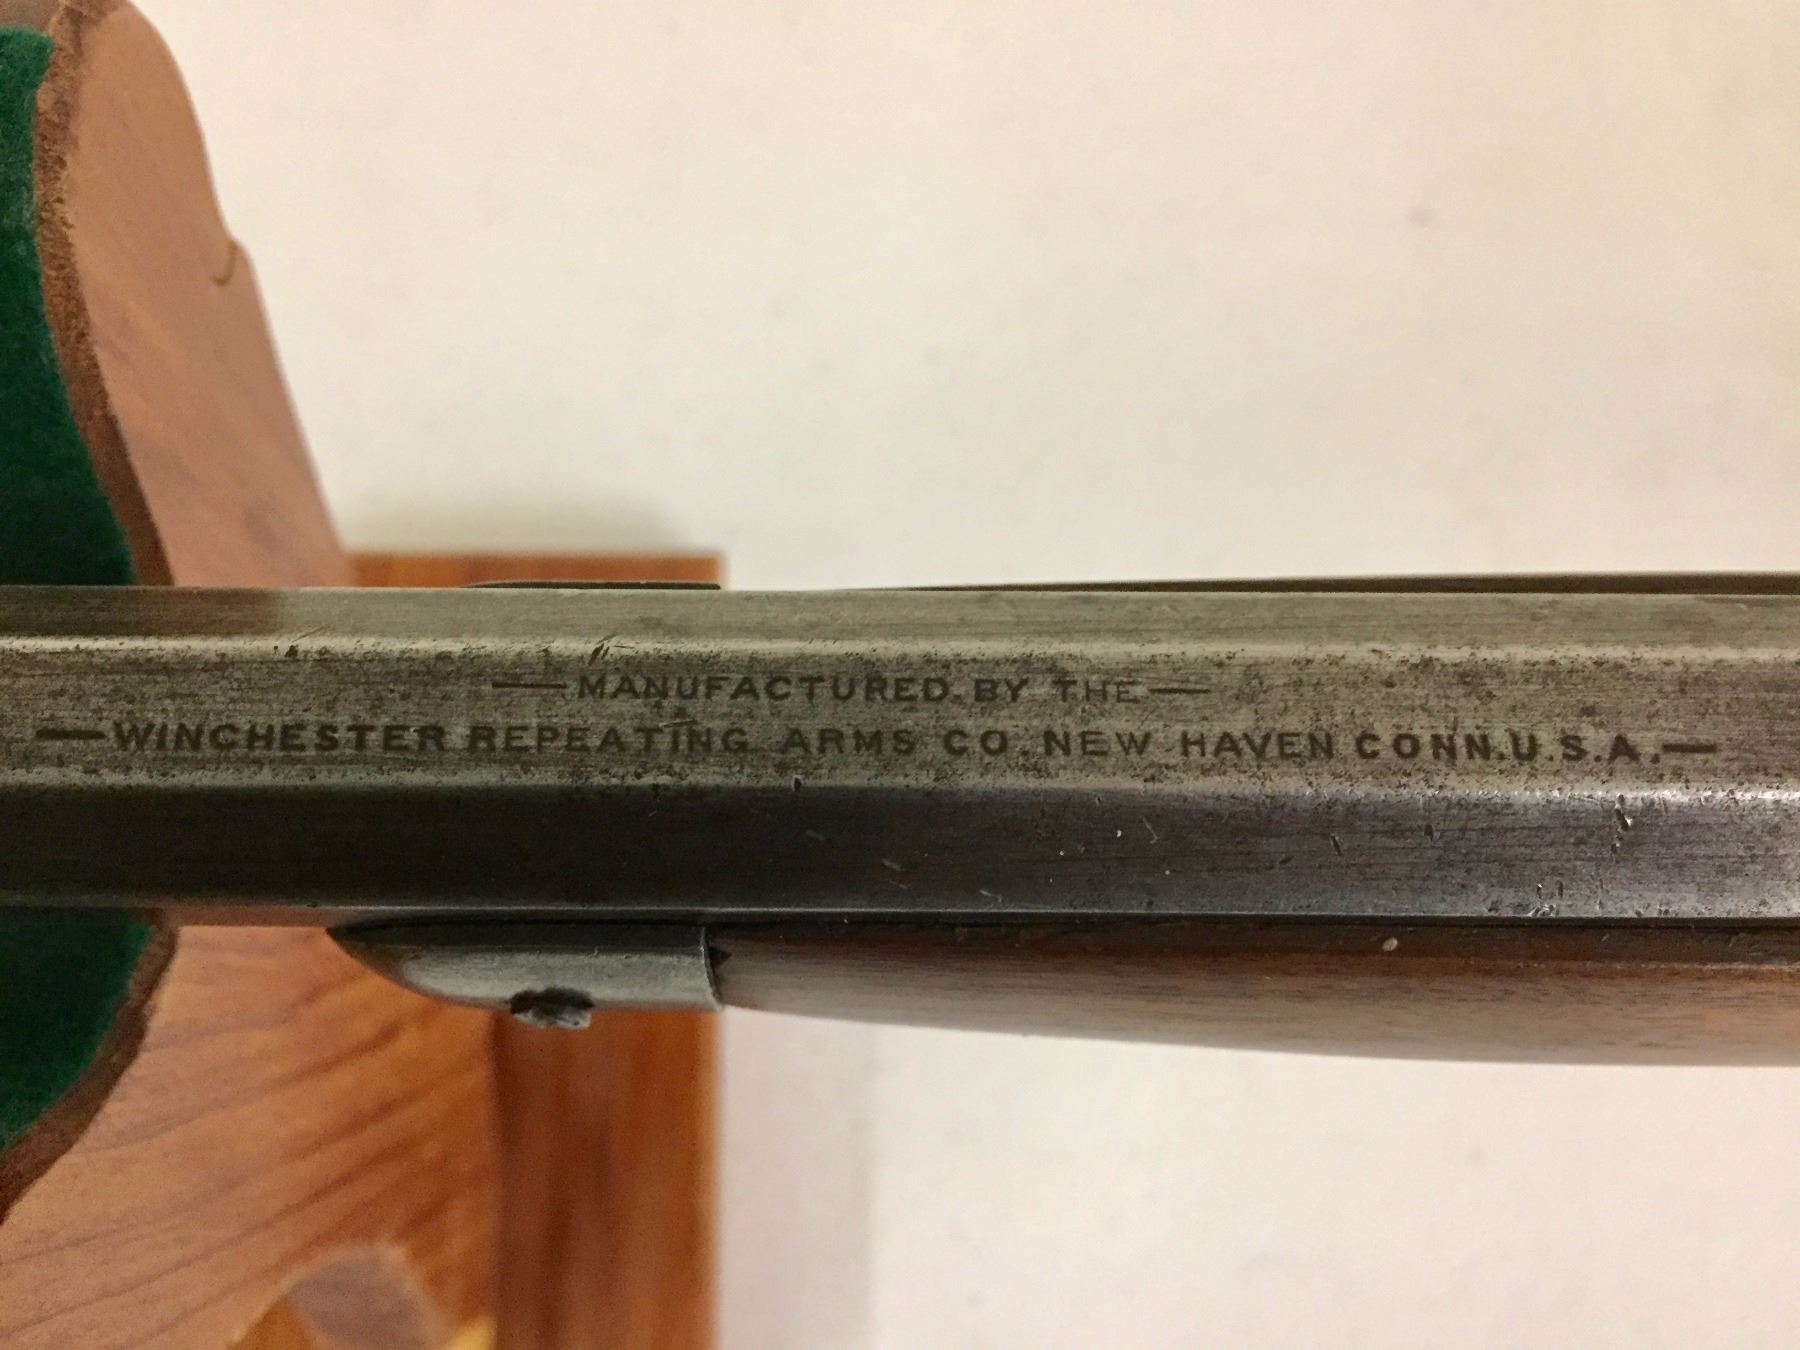 —MANUFACTURED BY THE—
—WINCHESTER REPEATING ARMS CO. NEW HAVEN CONN. U.S.A.—